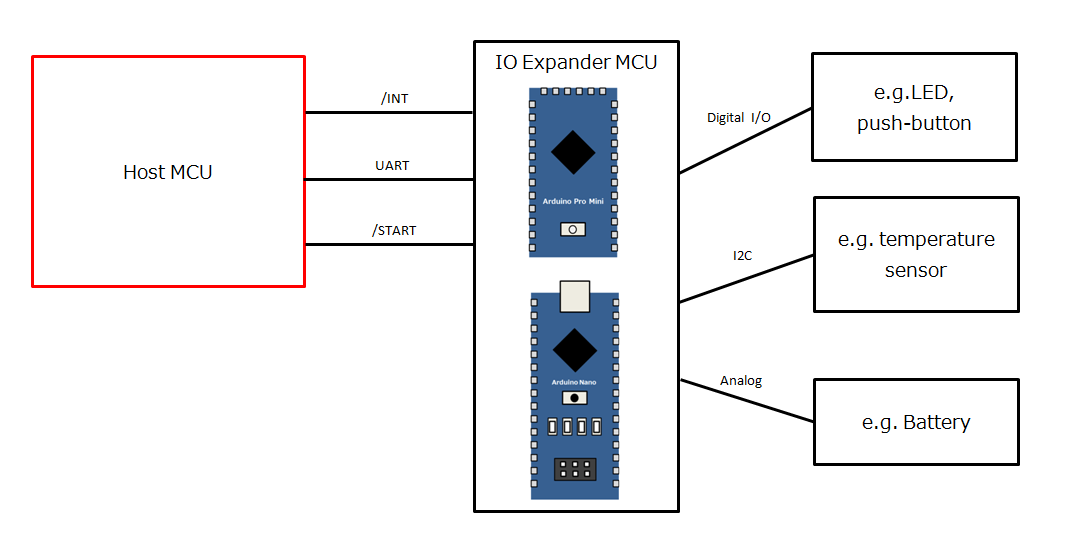 IO Expander MCU
/INT
Host MCU
UART
/START
Arduino Pro Mini
Arduino Nano
Digital I/O
e.g.LED,
push-button
I2C
e.g. temperature
sensor
Analog
e.g. Battery